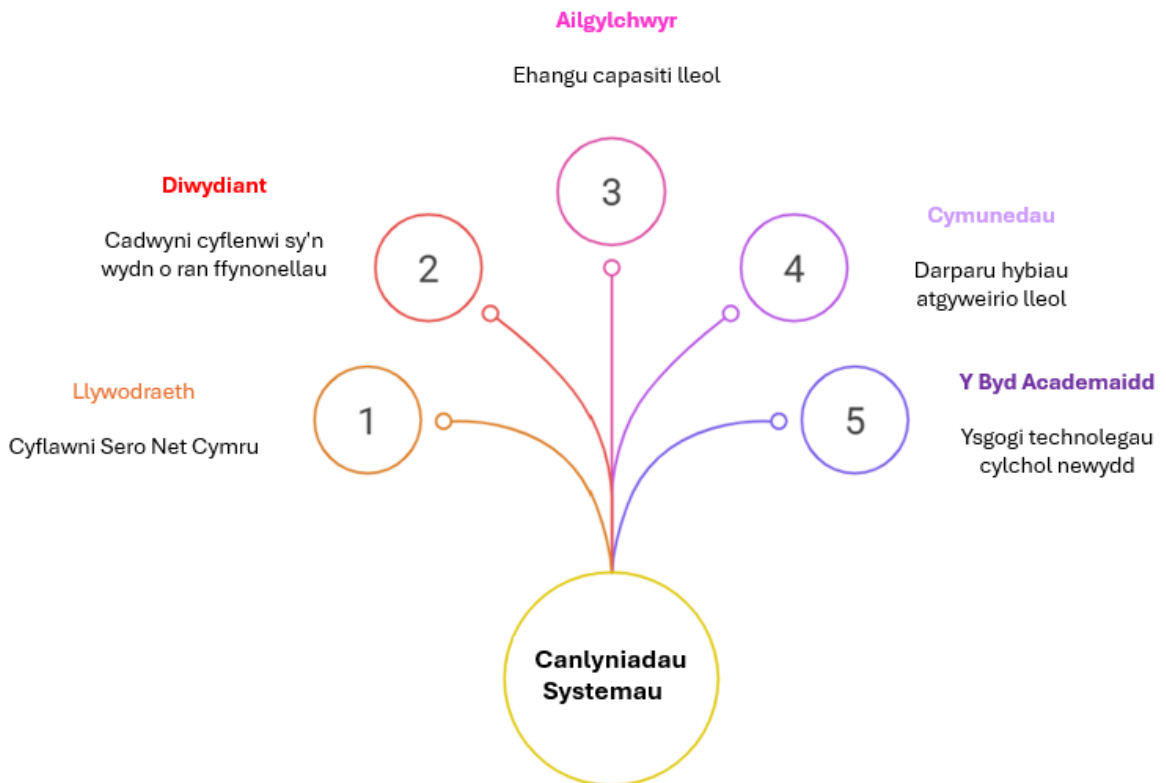 Ailgylchwyr
Ehangu capasiti lleol
3
Diwydiant
Cadwyni cyflenwi sy'n
wydn o ran ffynonellau
2
Cymunedau
Darparu hybiau
atgyweirio lleol
4
Llywodraeth
Cyflawni Sero Net Cymru
1
Y Byd Academaidd
Ysgogi technolegau
cylchol newydd
5
Canlyniadau
Systemau